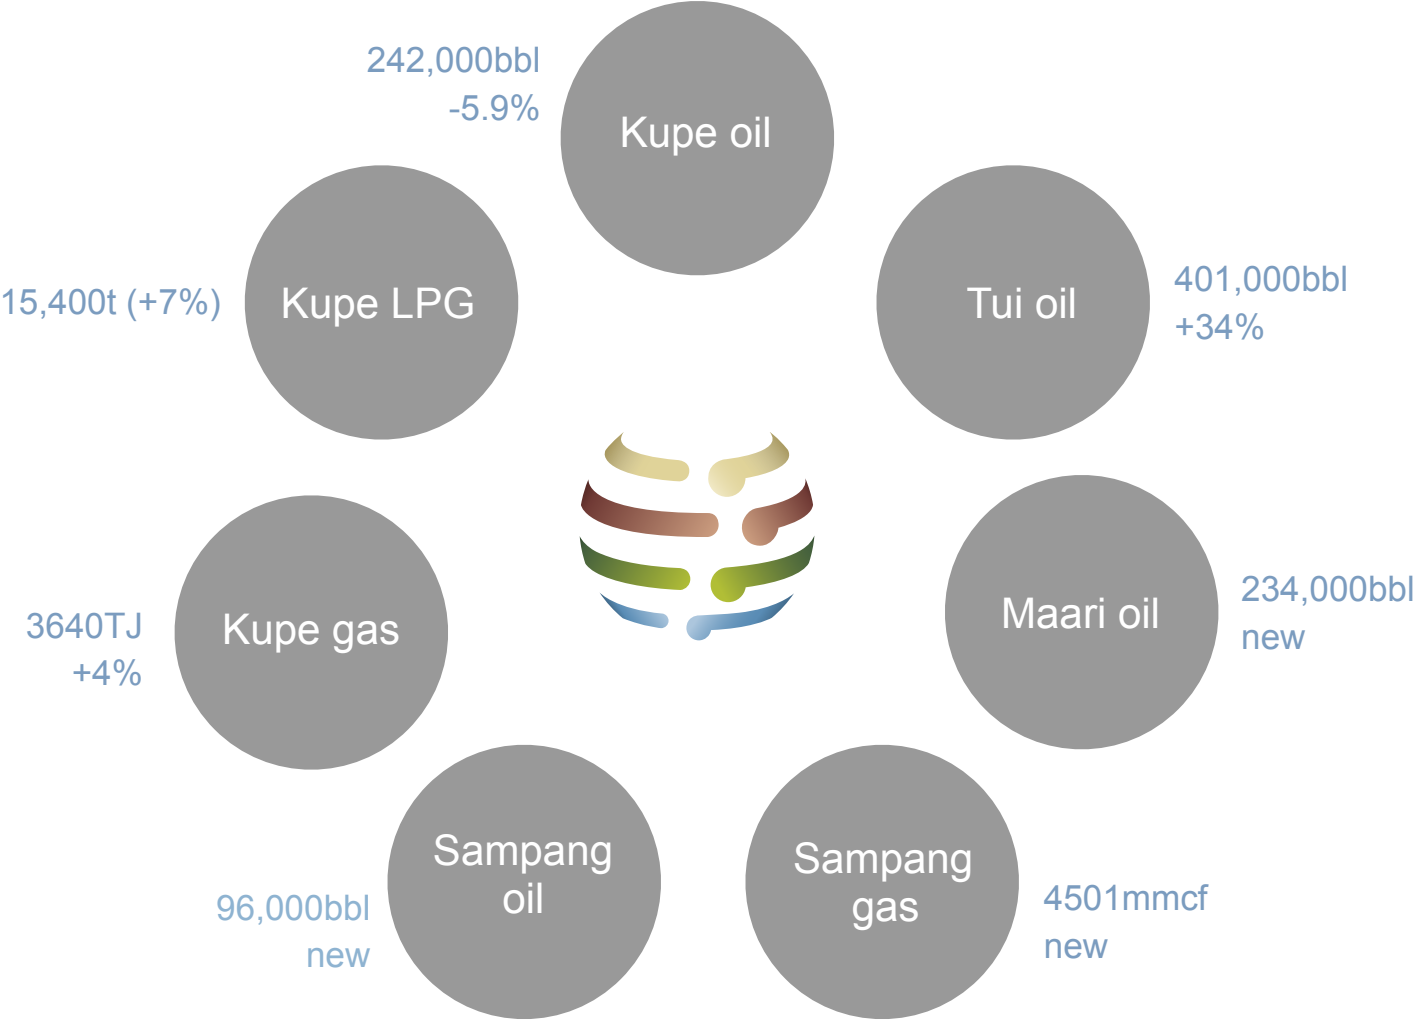 242,000bbl
-5.9%
Kupe oil
Tui oil
401,000bbl
+34%
15,400t (+7%)
Kupe LPG
Maari oil
234,000bbl
new
3640TJ
+4%
Kupe gas
Sampang
oil
96,000bbl
new
Sampang
gas
4501mmcf
new